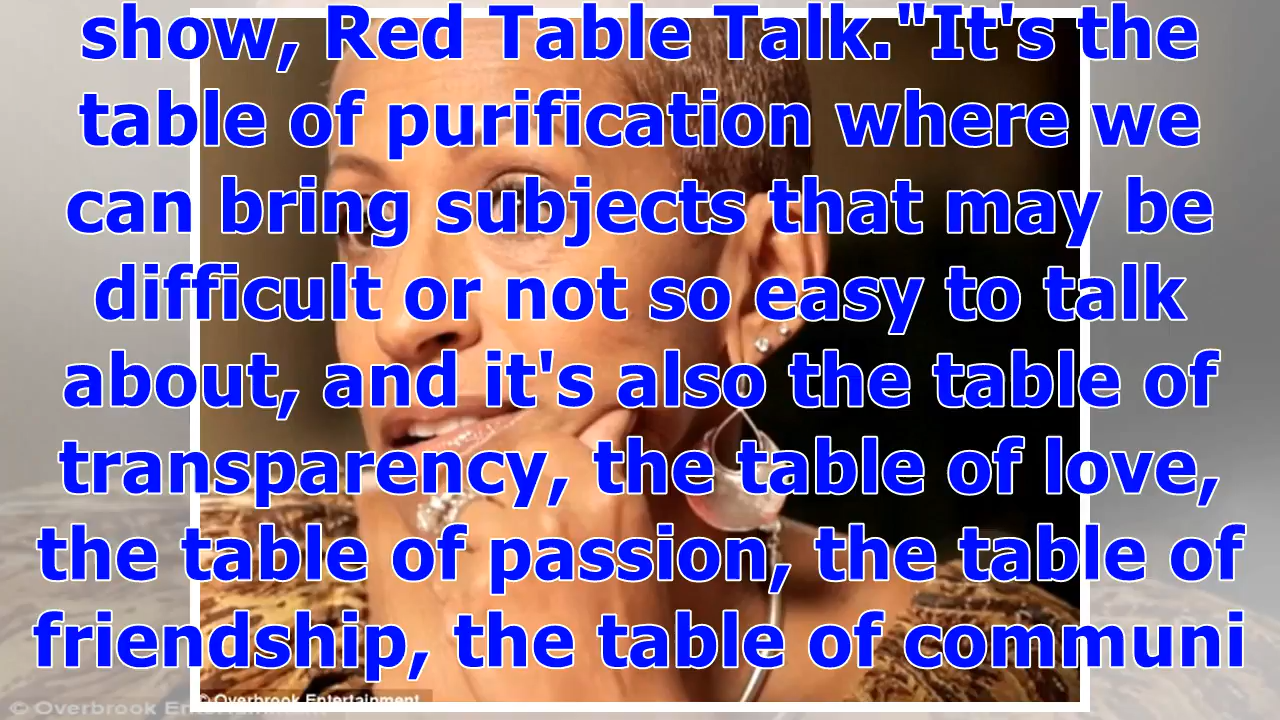 show, Red Table Talk."It's the
table of purification where we
can bring subjects that may be
difficult or not so easy to talk
about, and it's also the table of
transparency, the table of love,
the table of passion, the table of
friendship, the table of communi
© Overbrook Entertainment
© Overbrook Entertainment